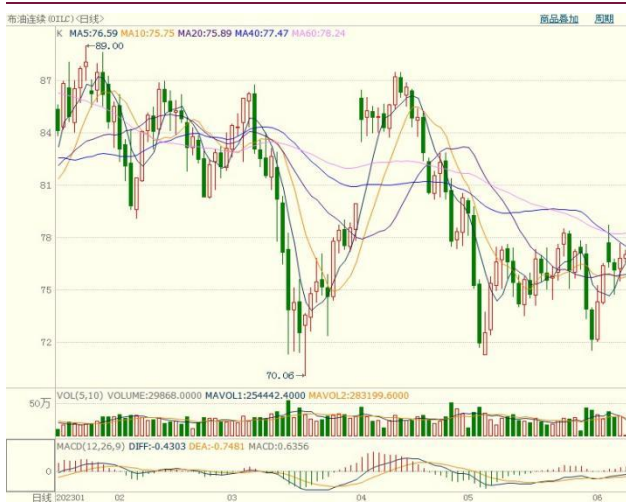 布油连续(OILC)<日线> 商品叠加 周期
K MA5:76.59 MA10:75.75 MA20:75.89 MA40:77.47 MA60:78.24
89.00
87
84
81
78
75
72
70.06
VOL(5,10) VOLUME:29868.0000 MAVOL1:254442.4000 MAVOL2:283199.6000
50万
MACD(12,26,9) DIFF:-0.4303 DEA:-0.7481 MACD:0.6356
0
日线 202301 02 03 04 05 06